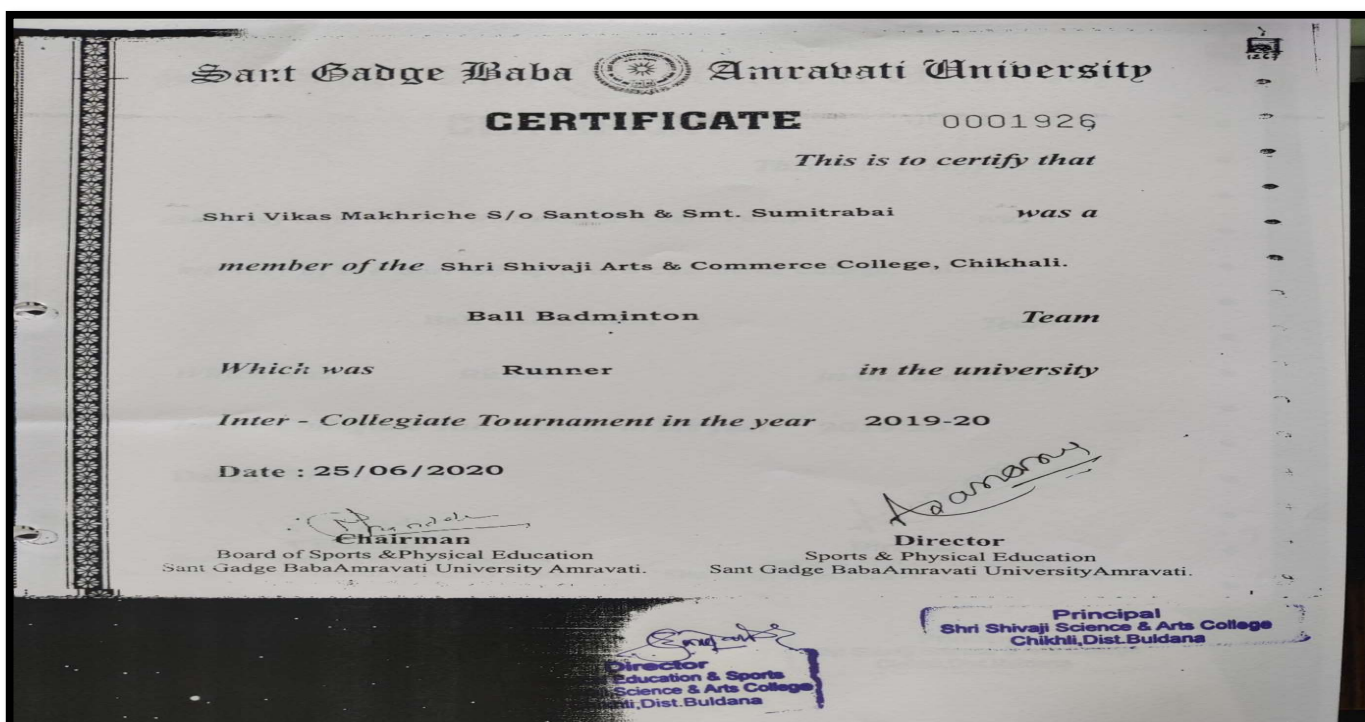 Sant Gadge Baba Amravati University
CERTIFICATE 0001926
This is to certify that
Shri Vikas Makhriche S/o Santosh & Smt. Sumitrabai was a
member of the Shri Shivaji Arts & Commerce College, Chikhali.
Ball Badminton Team
Which was Runner in the university
Inter - Collegiate Tournament in the year 2019-20
Date : 25/06/2020
Chairman
Board of Sports &Physical Education
Sant Gadge BabaAmravati University Amravati.
Director
Sports & Physical Education
Sant Gadge BabaAmravati UniversityAmravati.
Principal
Shri Shivaji Science & Arts College
Chikhli,Dist.Buldana
Director
Education & Sports
Science & Arts College
Dist.Buldana